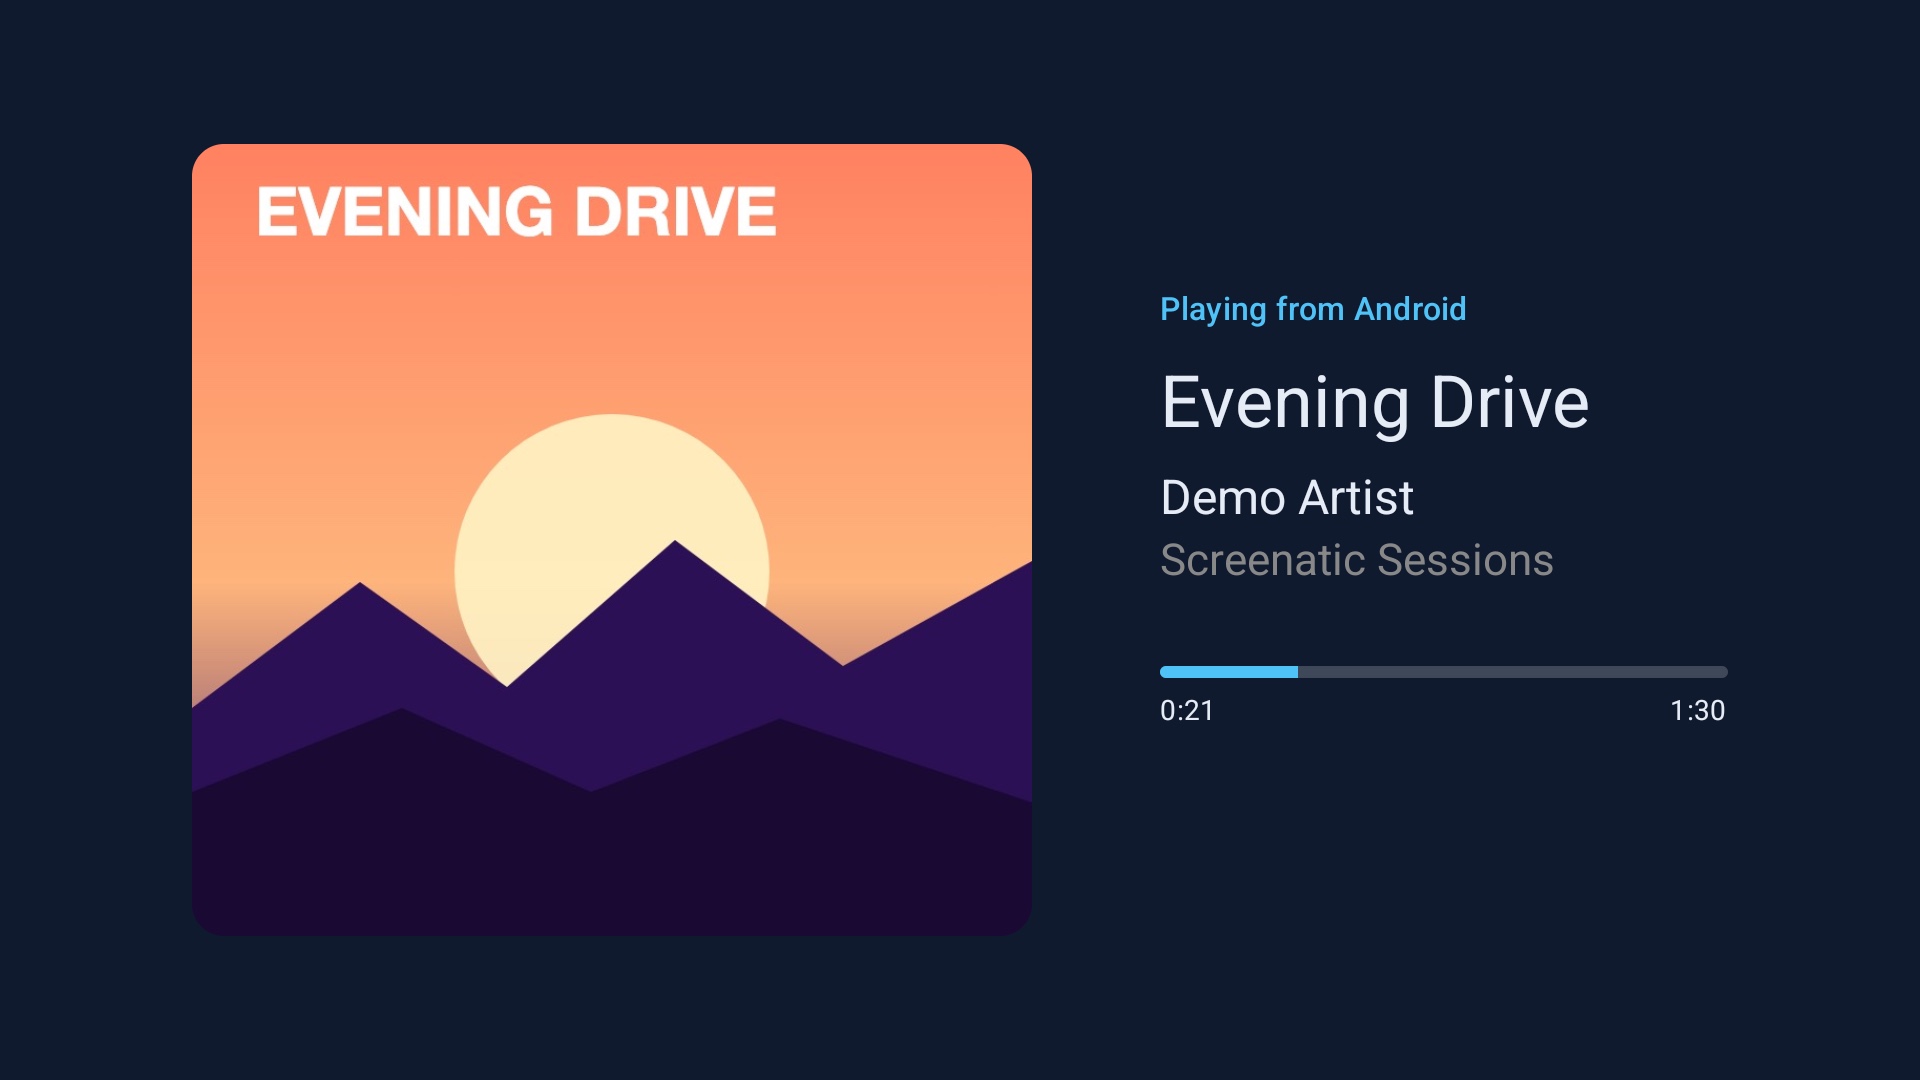 EVENING DRIVE
Playing from Android
Evening Drive
Demo Artist
Screenatic Sessions
0:21 1:30